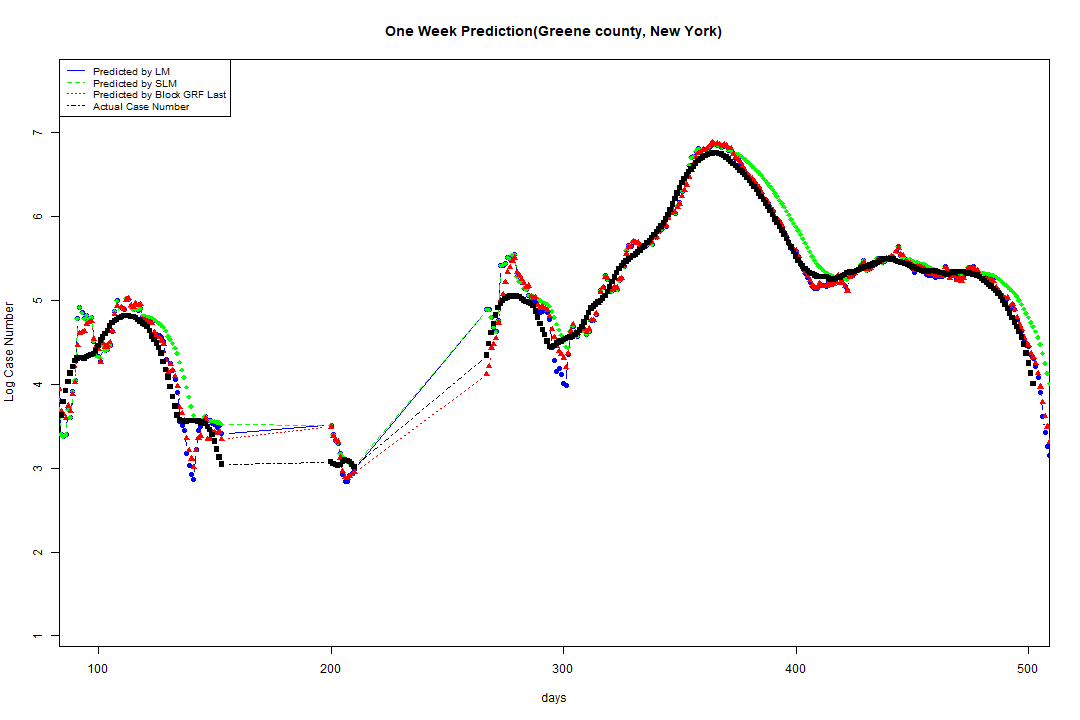 One Week Prediction(Greene county, New York)
Predicted by LM
Predicted by SLM
Predicted by Block GRF Last
Actual Case Number
7
6
5
4
3
2
1
Log Case Number
100 200 300 400 500
days